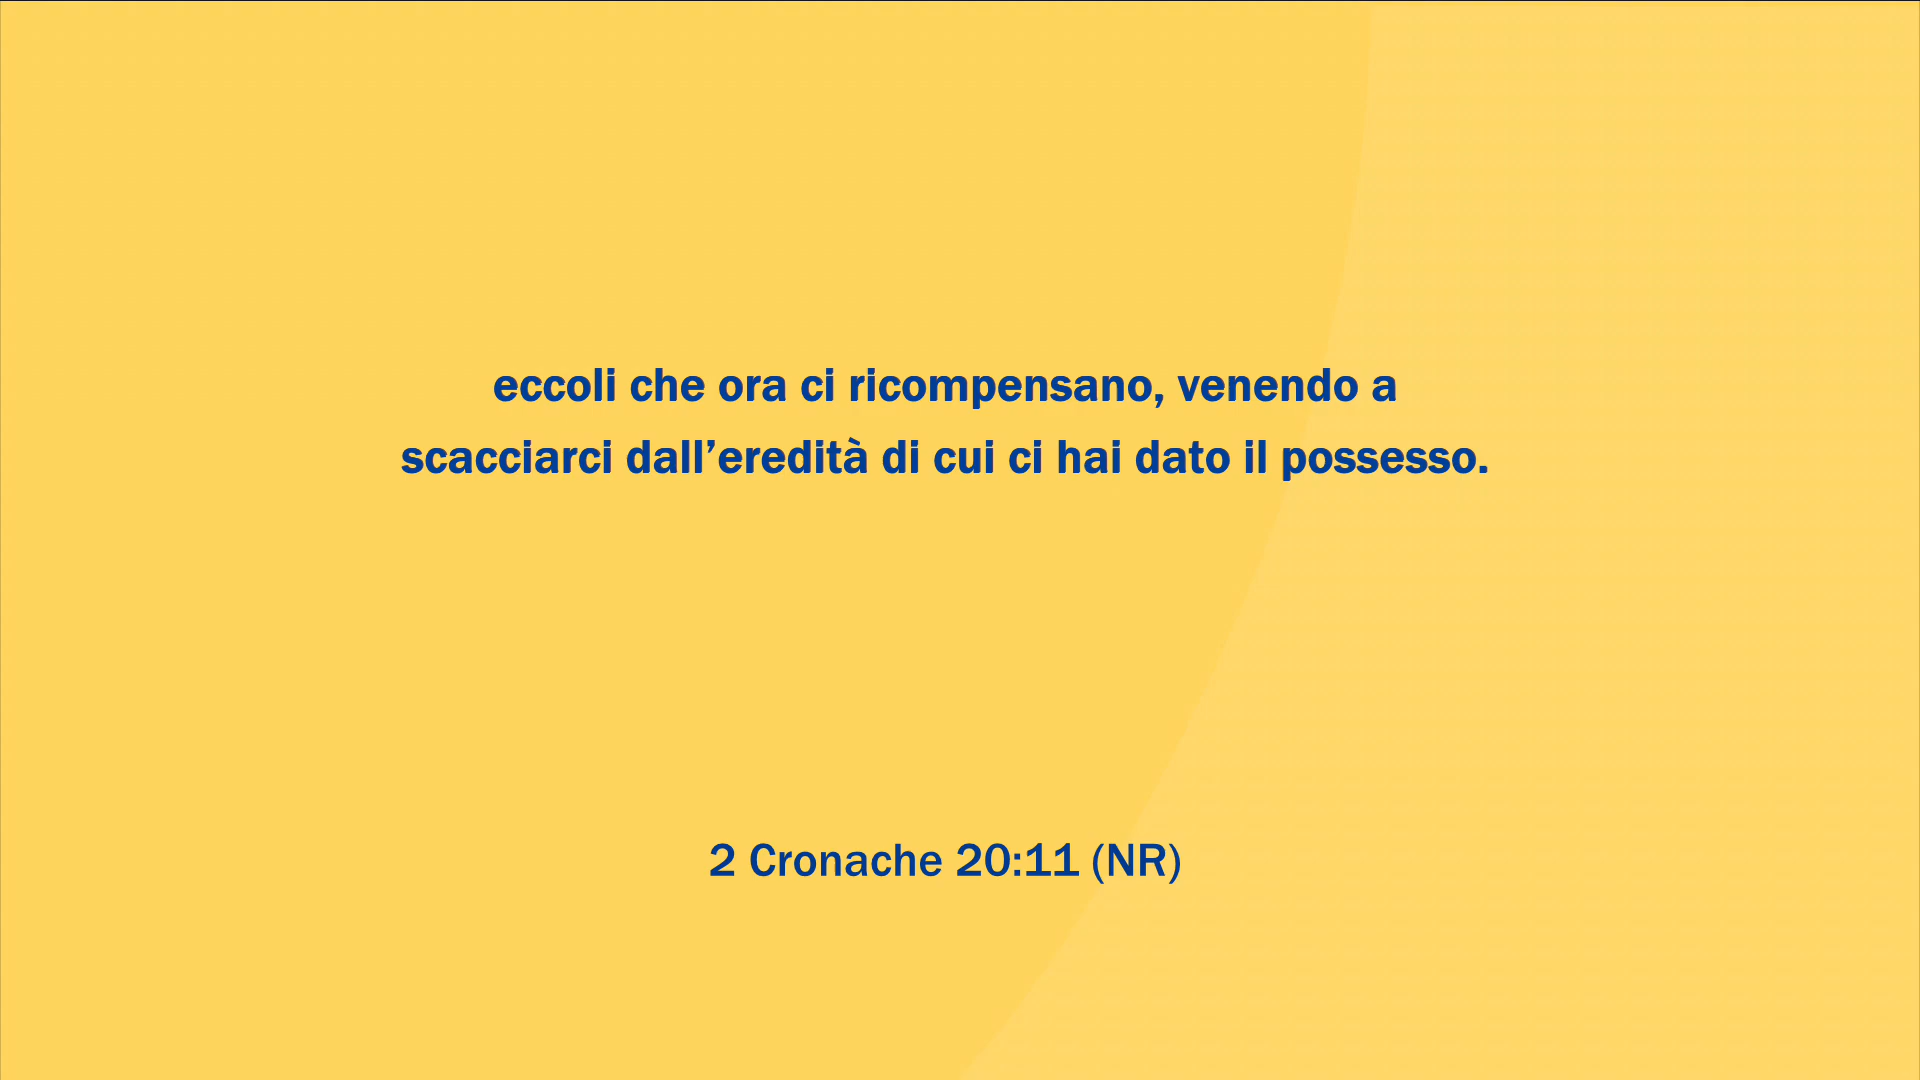 eccoli che ora ci ricompensano, venendo a
scacciarci dall’eredità di cui ci hai dato il possesso.
2 Cronache 20:11 (NR)